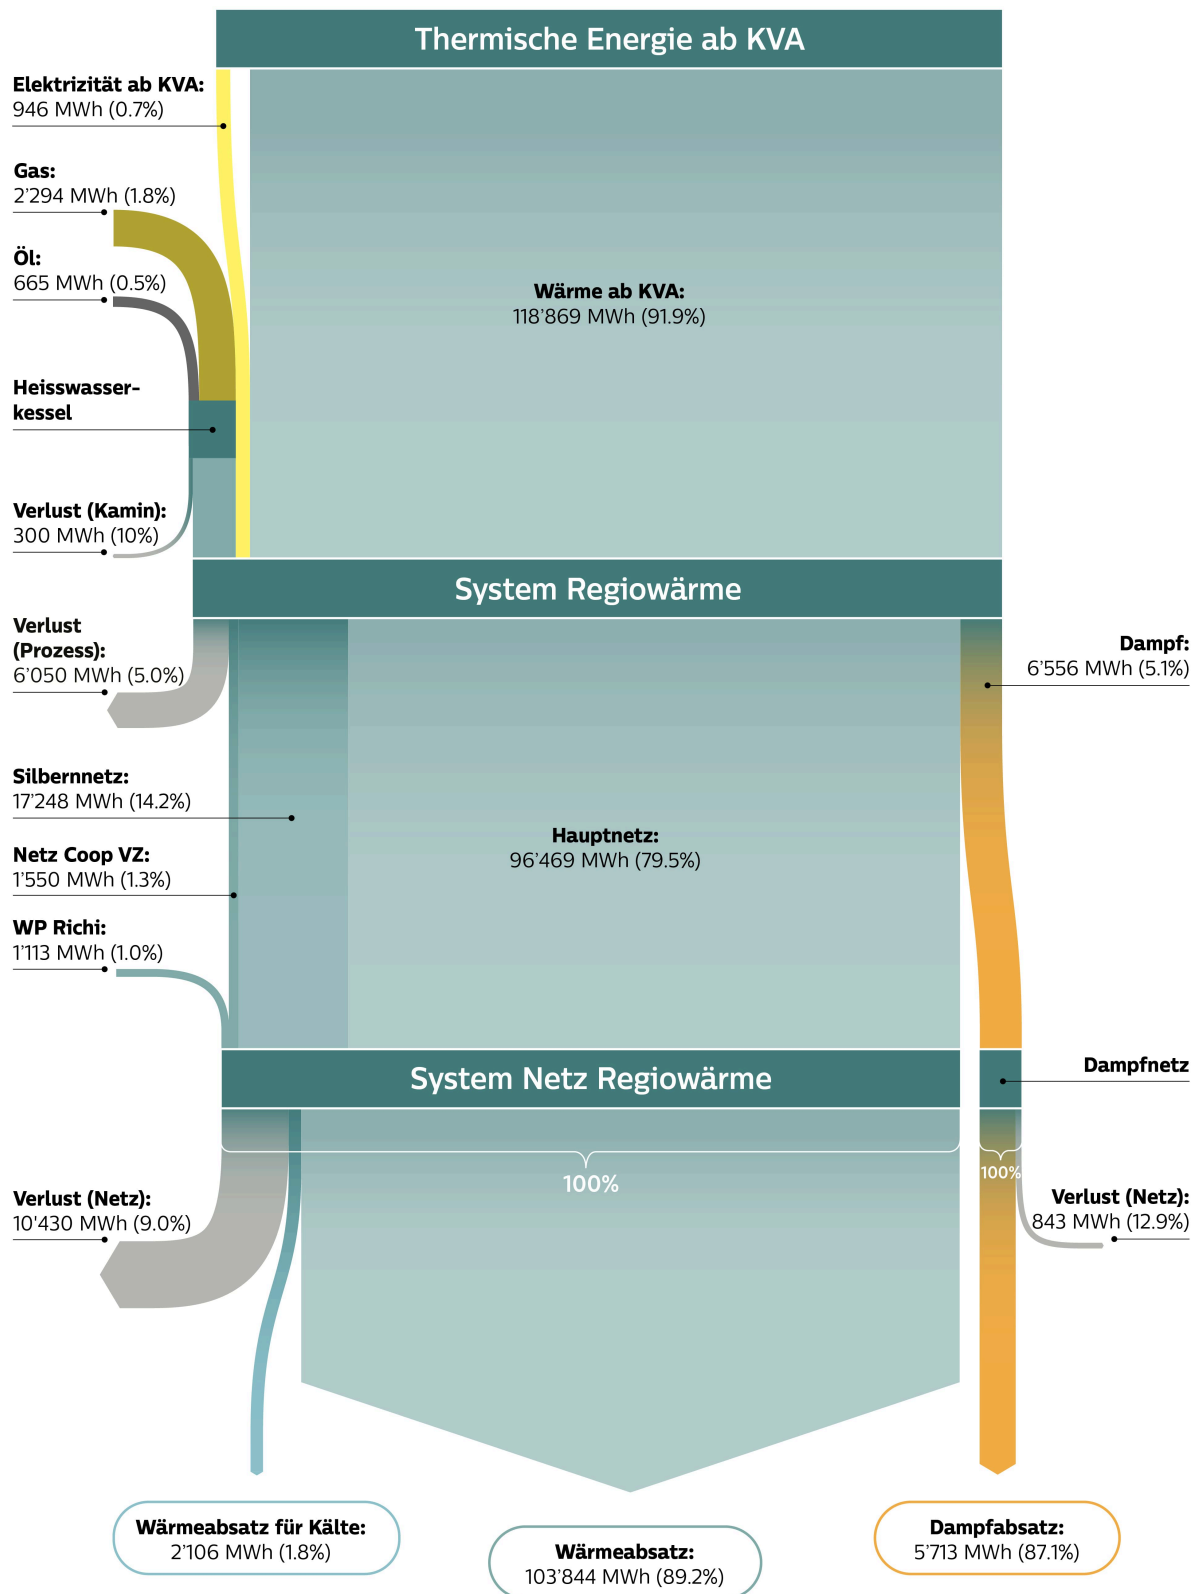 Thermische Energie ab KVA
Elektrizität ab KVA:
946 MWh (0.7%)
Gas:
2’294 MWh (1.8%)
Öl:
665 MWh (0.5%)
Wärme ab KVA:
118’869 MWh (91.9%)
Heisswasser-
kessel
Verlust (Kamin):
300 MWh (10%)
System Regiowärme
Verlust
(Prozess):
6’050 MWh (5.0%)
Dampf:
6’556 MWh (5.1%)
Silbernnetz:
17’248 MWh (14.2%)
Hauptnetz:
96’469 MWh (79.5%)
Netz Coop VZ:
1’550 MWh (1.3%)
WP Richi:
1’113 MWh (1.0%)
System Netz Regiowärme
Dampfnetz
100%
100%
Verlust (Netz):
10'430 MWh (9.0%)
Verlust (Netz):
843 MWh (12.9%)
Wärmeabsatz für Kälte:
2’106 MWh (1.8%)
Wärmeabsatz:
103’844 MWh (89.2%)
Dampfabsatz:
5’713 MWh (87.1%)